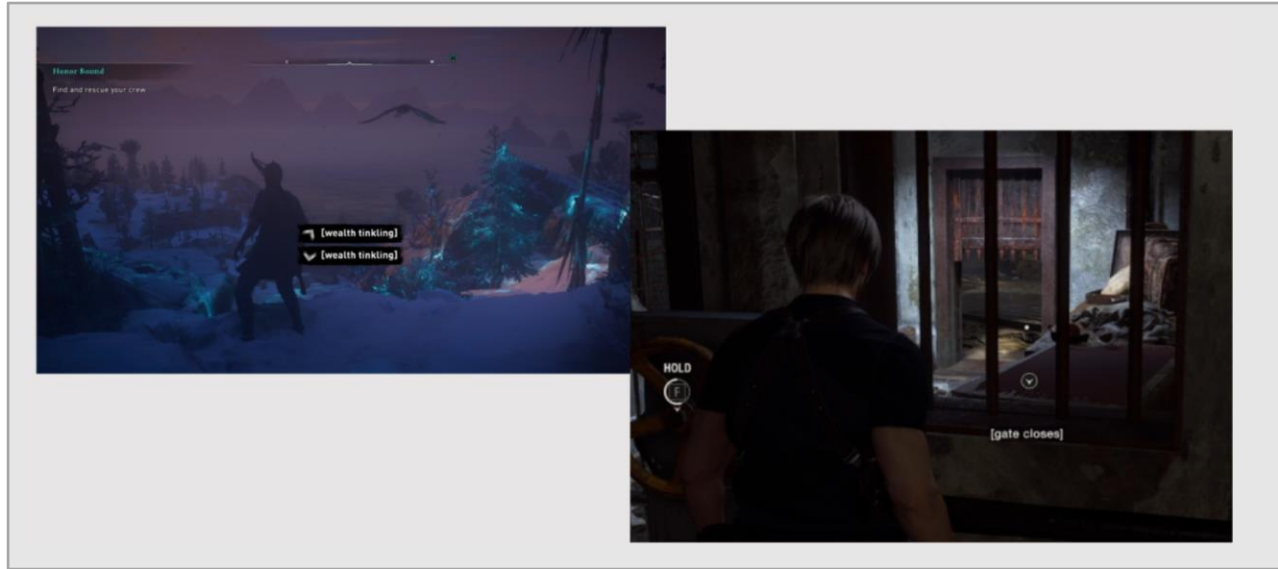 Honor Bound
Find and rescue your crew
[wealth tinkling]
[wealth tinkling]
HOLD
F
[gate closes]